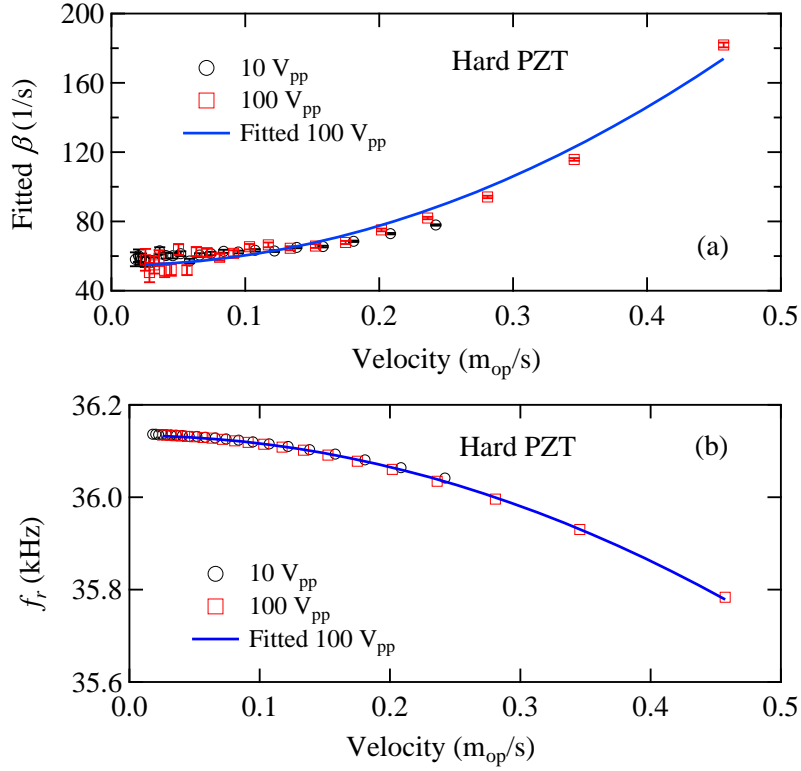 200
160
120
80
40
Fitted β (1/s)
Hard PZT
10 Vpp
100 Vpp
Fitted 100 Vpp
(a)
0.0 0.1 0.2 0.3 0.4 0.5
Velocity (mop/s)
36.2
36.0
35.8
35.6
fr (kHz)
Hard PZT
(b)
10 Vpp
100 Vpp
Fitted 100 Vpp
0.0 0.1 0.2 0.3 0.4 0.5
Velocity (mop/s)